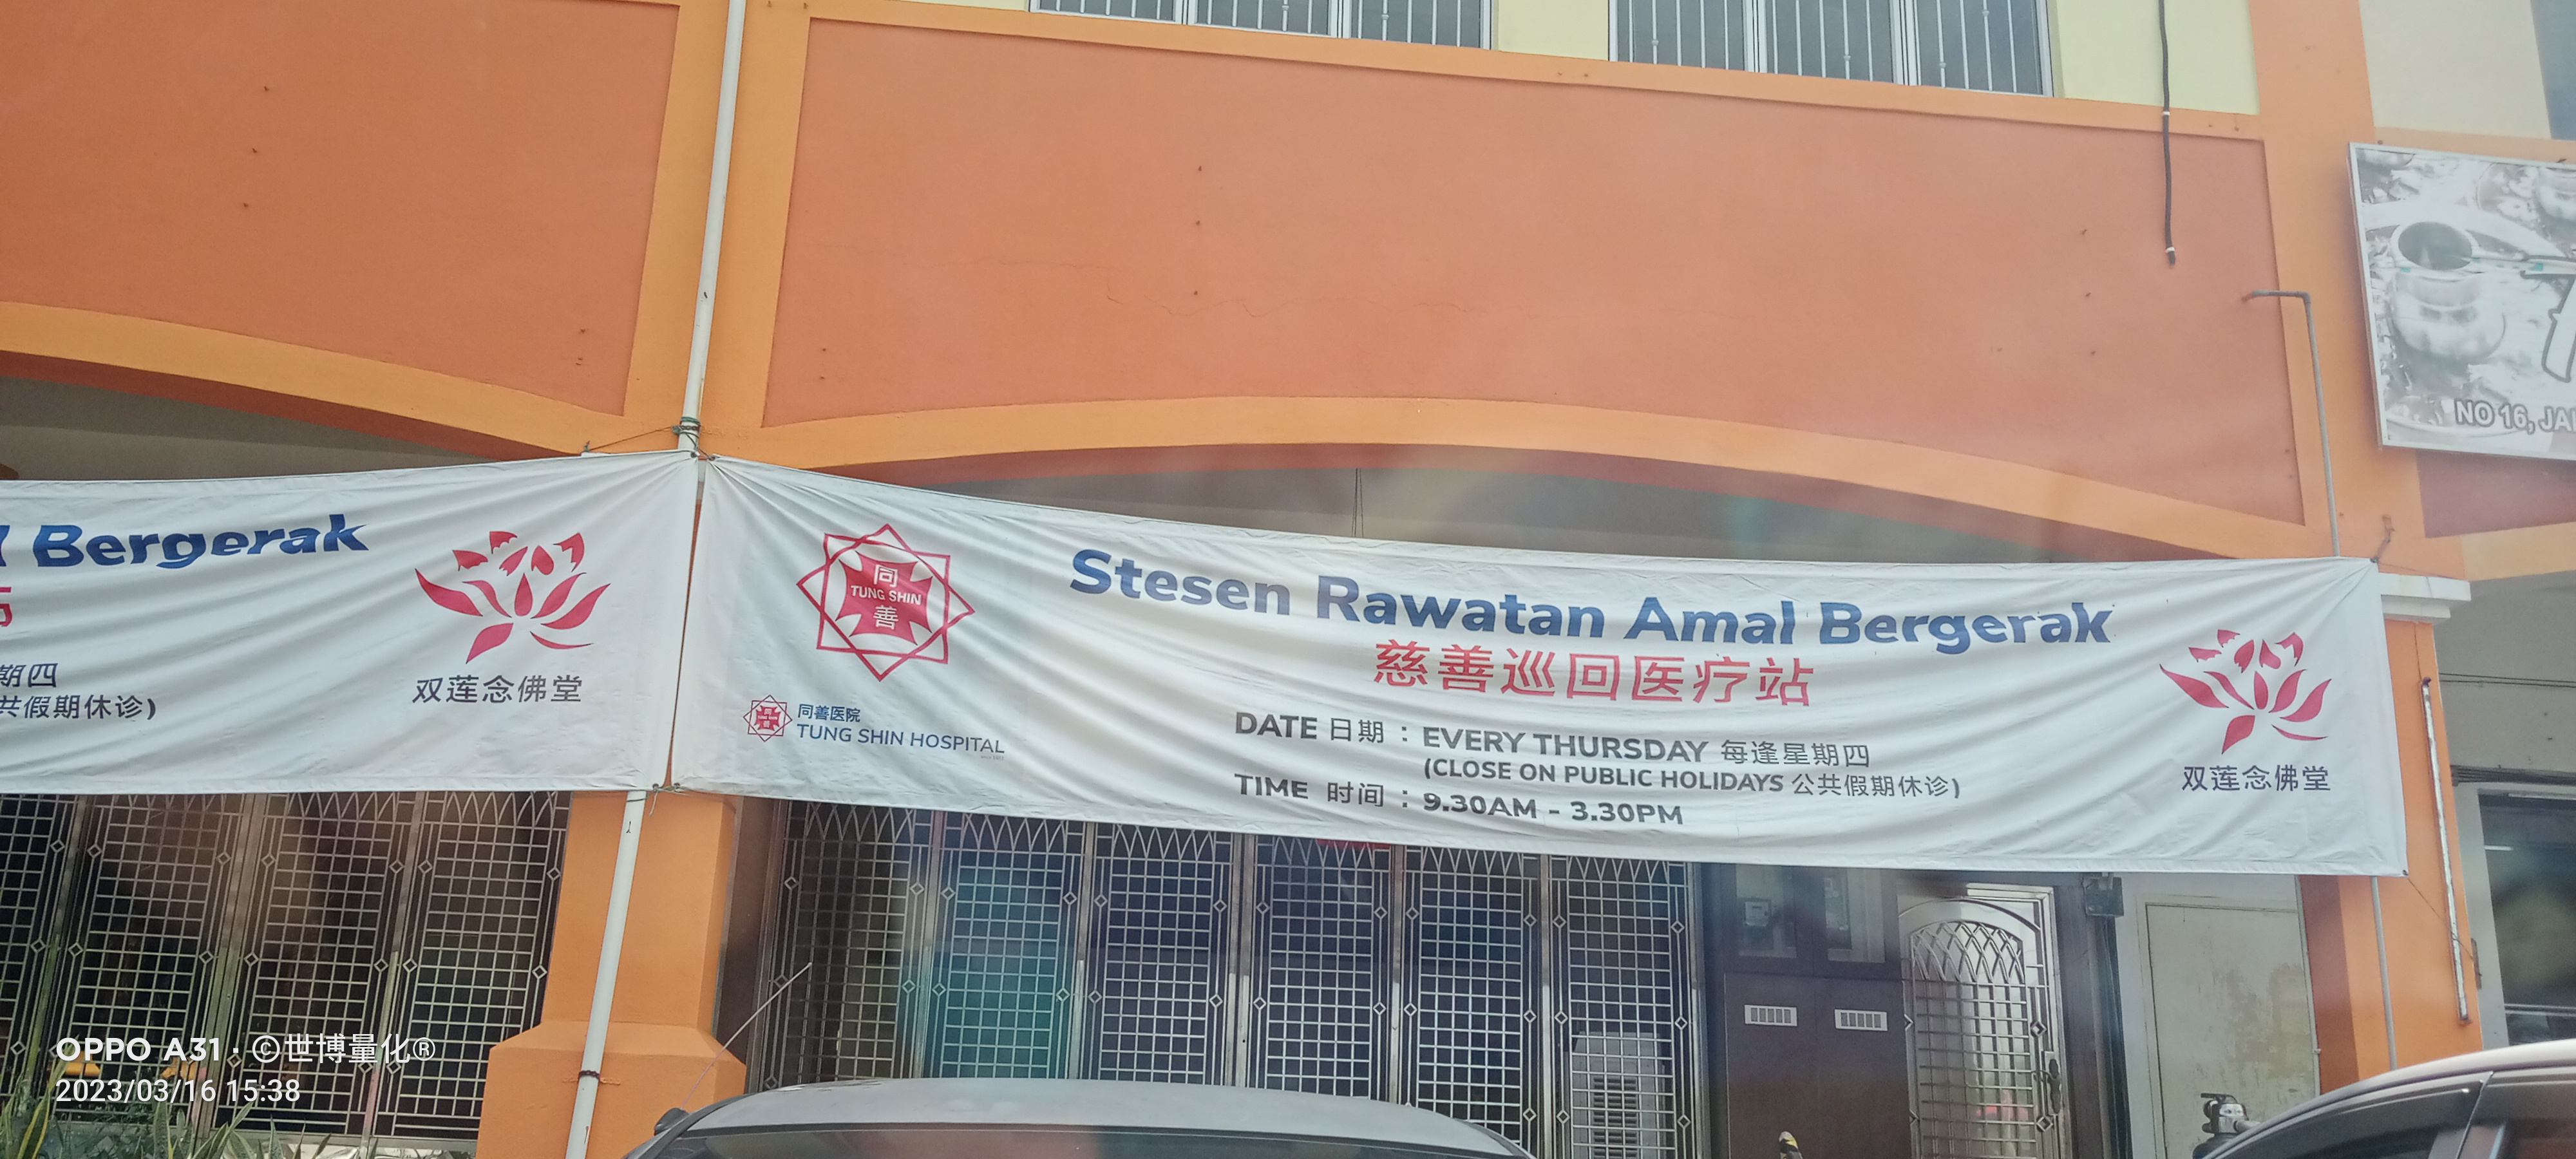 Bergerak
期四
共假期休诊)
双莲念佛堂
同
TUNG SHIN
善
同善医院
TUNG SHIN HOSPITAL
Stesen Rawatan Amal Bergerak
慈善巡回医疗站
DATE 日期 : EVERY THURSDAY 每逢星期四
(CLOSE ON PUBLIC HOLIDAYS 公共假期休诊)
TIME 时间 : 9.30AM - 3.30PM
双莲念佛堂
NO 16, JA
OPPO A31 · ©世博量化®
2023/03/16 15:38